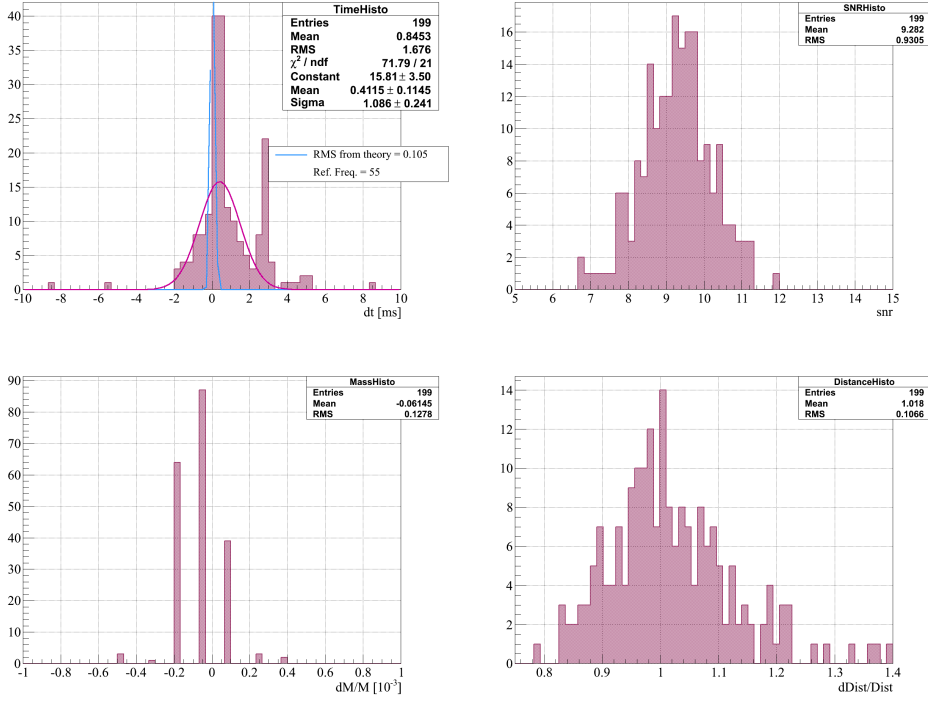 TimeHisto
Entries 199
Mean 0.8453
RMS 1.676
χ² / ndf 71.79 / 21
Constant 15.81 ± 3.50
Mean 0.4115 ± 0.1145
Sigma 1.086 ± 0.241
RMS from theory = 0.105
Ref. Freq. = 55
40
35
30
25
20
15
10
5
0
-10 -8 -6 -4 -2 0 2 4 6 8 10
dt [ms]
SNRHisto
Entries 199
Mean 9.282
RMS 0.9305
16
14
12
10
8
6
4
2
0
5 6 7 8 9 10 11 12 13 14 15
snr
MassHisto
Entries 199
Mean -0.06145
RMS 0.1278
90
80
70
60
50
40
30
20
10
0
-1 -0.8 -0.6 -0.4 -0.2 0 0.2 0.4 0.6 0.8 1
dM/M [10⁻³]
DistanceHisto
Entries 199
Mean 1.018
RMS 0.1066
14
12
10
8
6
4
2
0
0.8 0.9 1 1.1 1.2 1.3 1.4
dDist/Dist